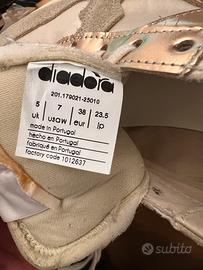 diadora
201.179021-25010
5 7 38 23.5
uk usaw eur jp
made in Portugal
hecho en Portugal
fabriqué en Portugal
factory code 1012637
subito